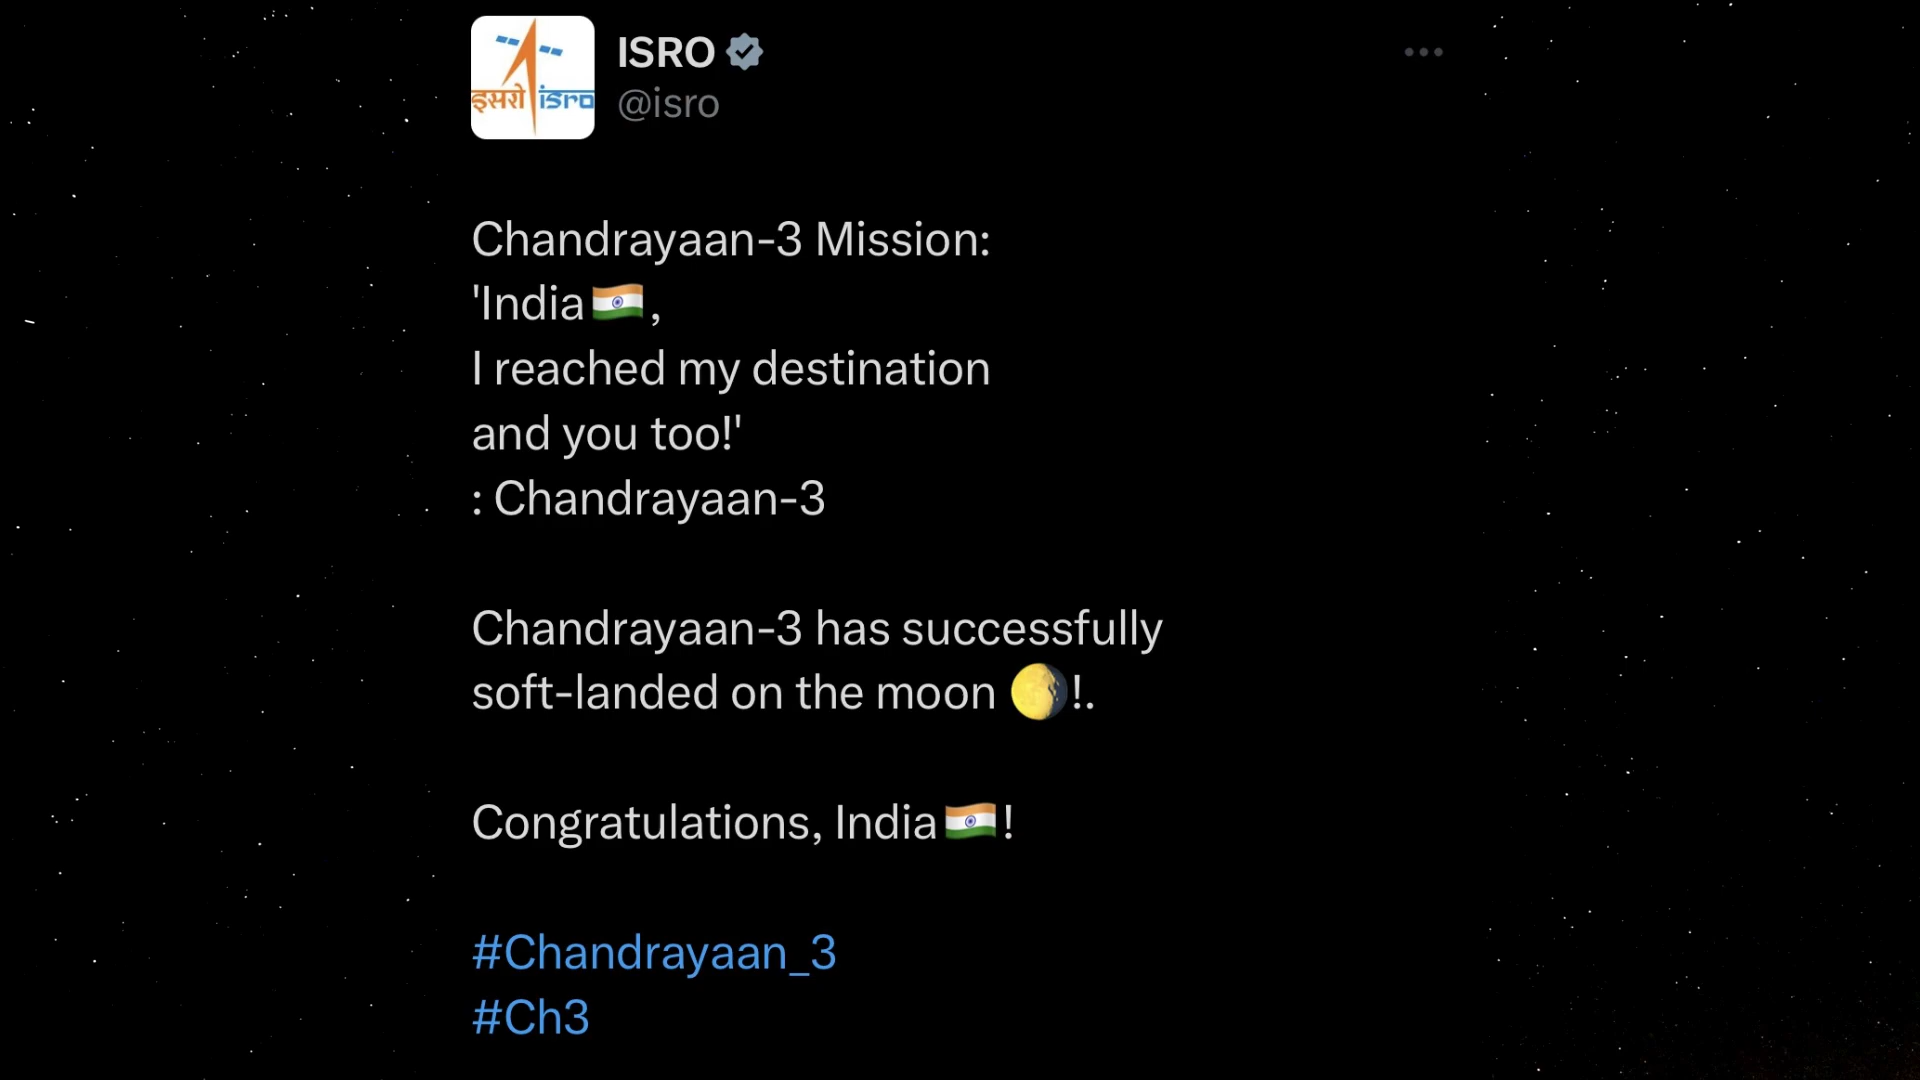 इसरो isro
ISRO
@isro
Chandrayaan-3 Mission:
'India🇮🇳,
I reached my destination
and you too!'
: Chandrayaan-3
Chandrayaan-3 has successfully
soft-landed on the moon 🌖!.
Congratulations, India🇮🇳!
#Chandrayaan_3
#Ch3